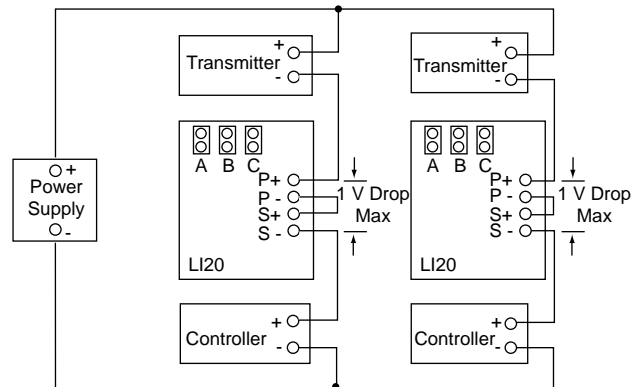 +
Transmitter
-
+
Transmitter
-
A B C
P+
P -
S+
S -
1 V Drop
Max
LI20
A B C
P+
P -
S+
S -
1 V Drop
Max
LI20
+
Power
Supply
-
+
Controller
-
+
Controller
-